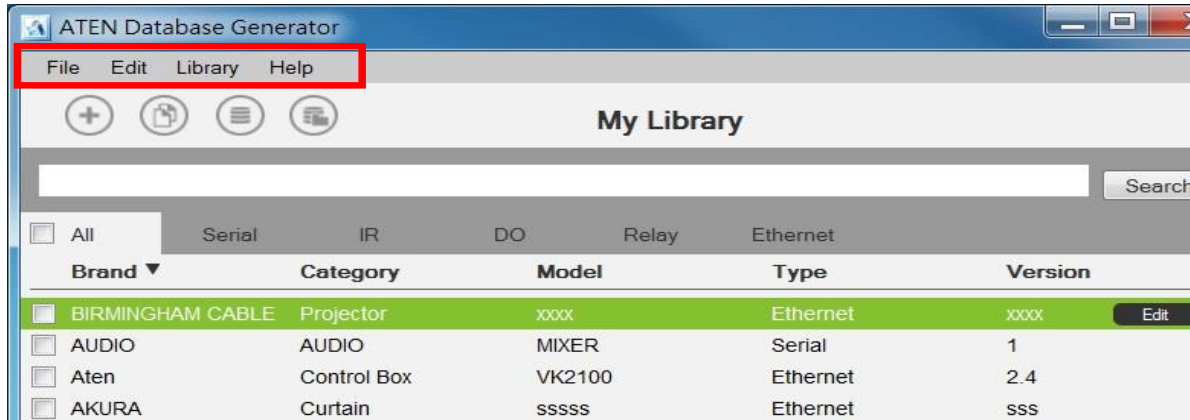 ATEN Database Generator
File Edit Library Help
My Library
Search
All Serial IR DO Relay Ethernet
Brand ▼ Category Model Type Version
BIRMINGHAM CABLE Projector xxxx Ethernet xxxx Edit
AUDIO AUDIO MIXER Serial 1
Aten Control Box VK2100 Ethernet 2.4
AKURA Curtain sssss Ethernet sss